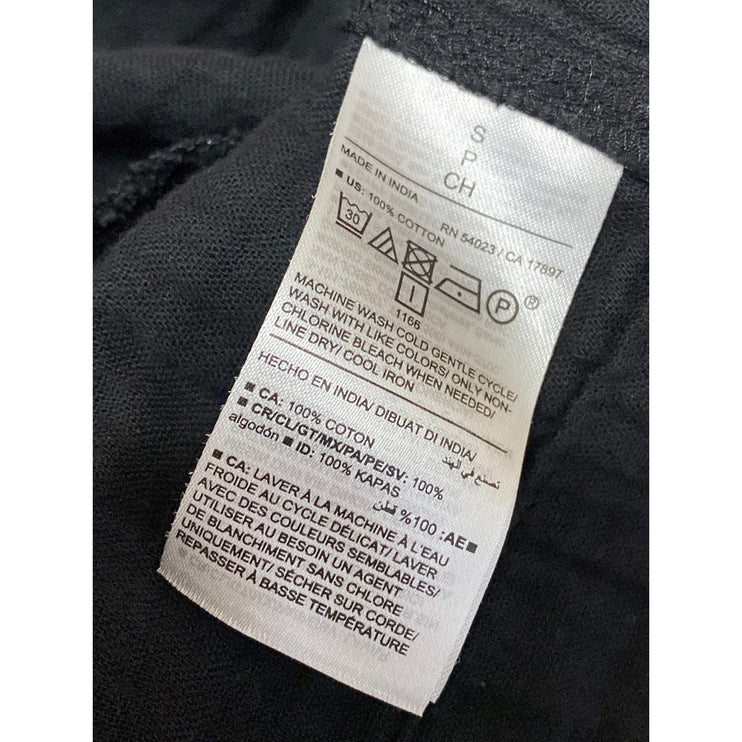 S
P
CH
MADE IN INDIA
RN 54023 / CA 17897
■ US: 100% COTTON
30
P ®
1166
MACHINE WASH COLD GENTLE CYCLE/
WASH WITH LIKE COLORS/ ONLY NON-
CHLORINE BLEACH WHEN NEEDED/
LINE DRY/ COOL IRON
HECHO EN INDIA/ DIBUAT DI INDIA/
تصنع في الهند
■ CA: 100% COTON
■ CR/CL/GT/MX/PA/PE/SV: 100%
algodón ■ ID: 100% KAPAS
■AE: 100% قطن
■ CA: LAVER À LA MACHINE À L'EAU
FROIDE AU CYCLE DÉLICAT/ LAVER
AVEC DES COULEURS SEMBLABLES/
UTILISER AU BESOIN UN AGENT
DE BLANCHIMENT SANS CHLORE
UNIQUEMENT/ SÉCHER SUR CORDE/
REPASSER À BASSE TEMPÉRATURE